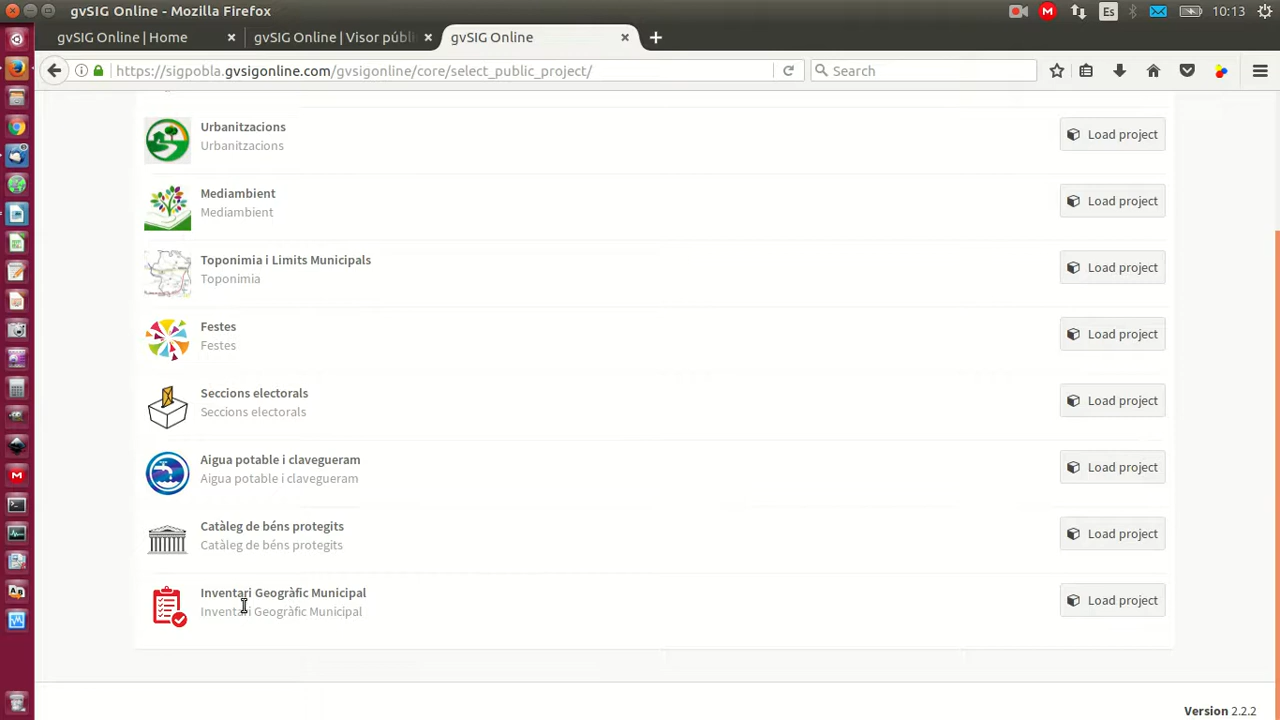 gvSIG Online - Mozilla Firefox
Es
10:13
gvSIG Online | Home
gvSIG Online | Visor públi
gvSIG Online
https://sigpobla.gvsigonline.com/gvsigonline/core/select_public_project/
Search
Urbanitzacions
Urbanitzacions
Load project
Mediambient
Mediambient
Load project
Toponimia i Limits Municipals
Toponimia
Load project
Festes
Festes
Load project
Seccions electorals
Seccions electorals
Load project
Aigua potable i clavegueram
Aigua potable i clavegueram
Load project
Catàleg de béns protegits
Catàleg de béns protegits
Load project
Inventari Geogràfic Municipal
Inventari Geogràfic Municipal
Load project
Version 2.2.2